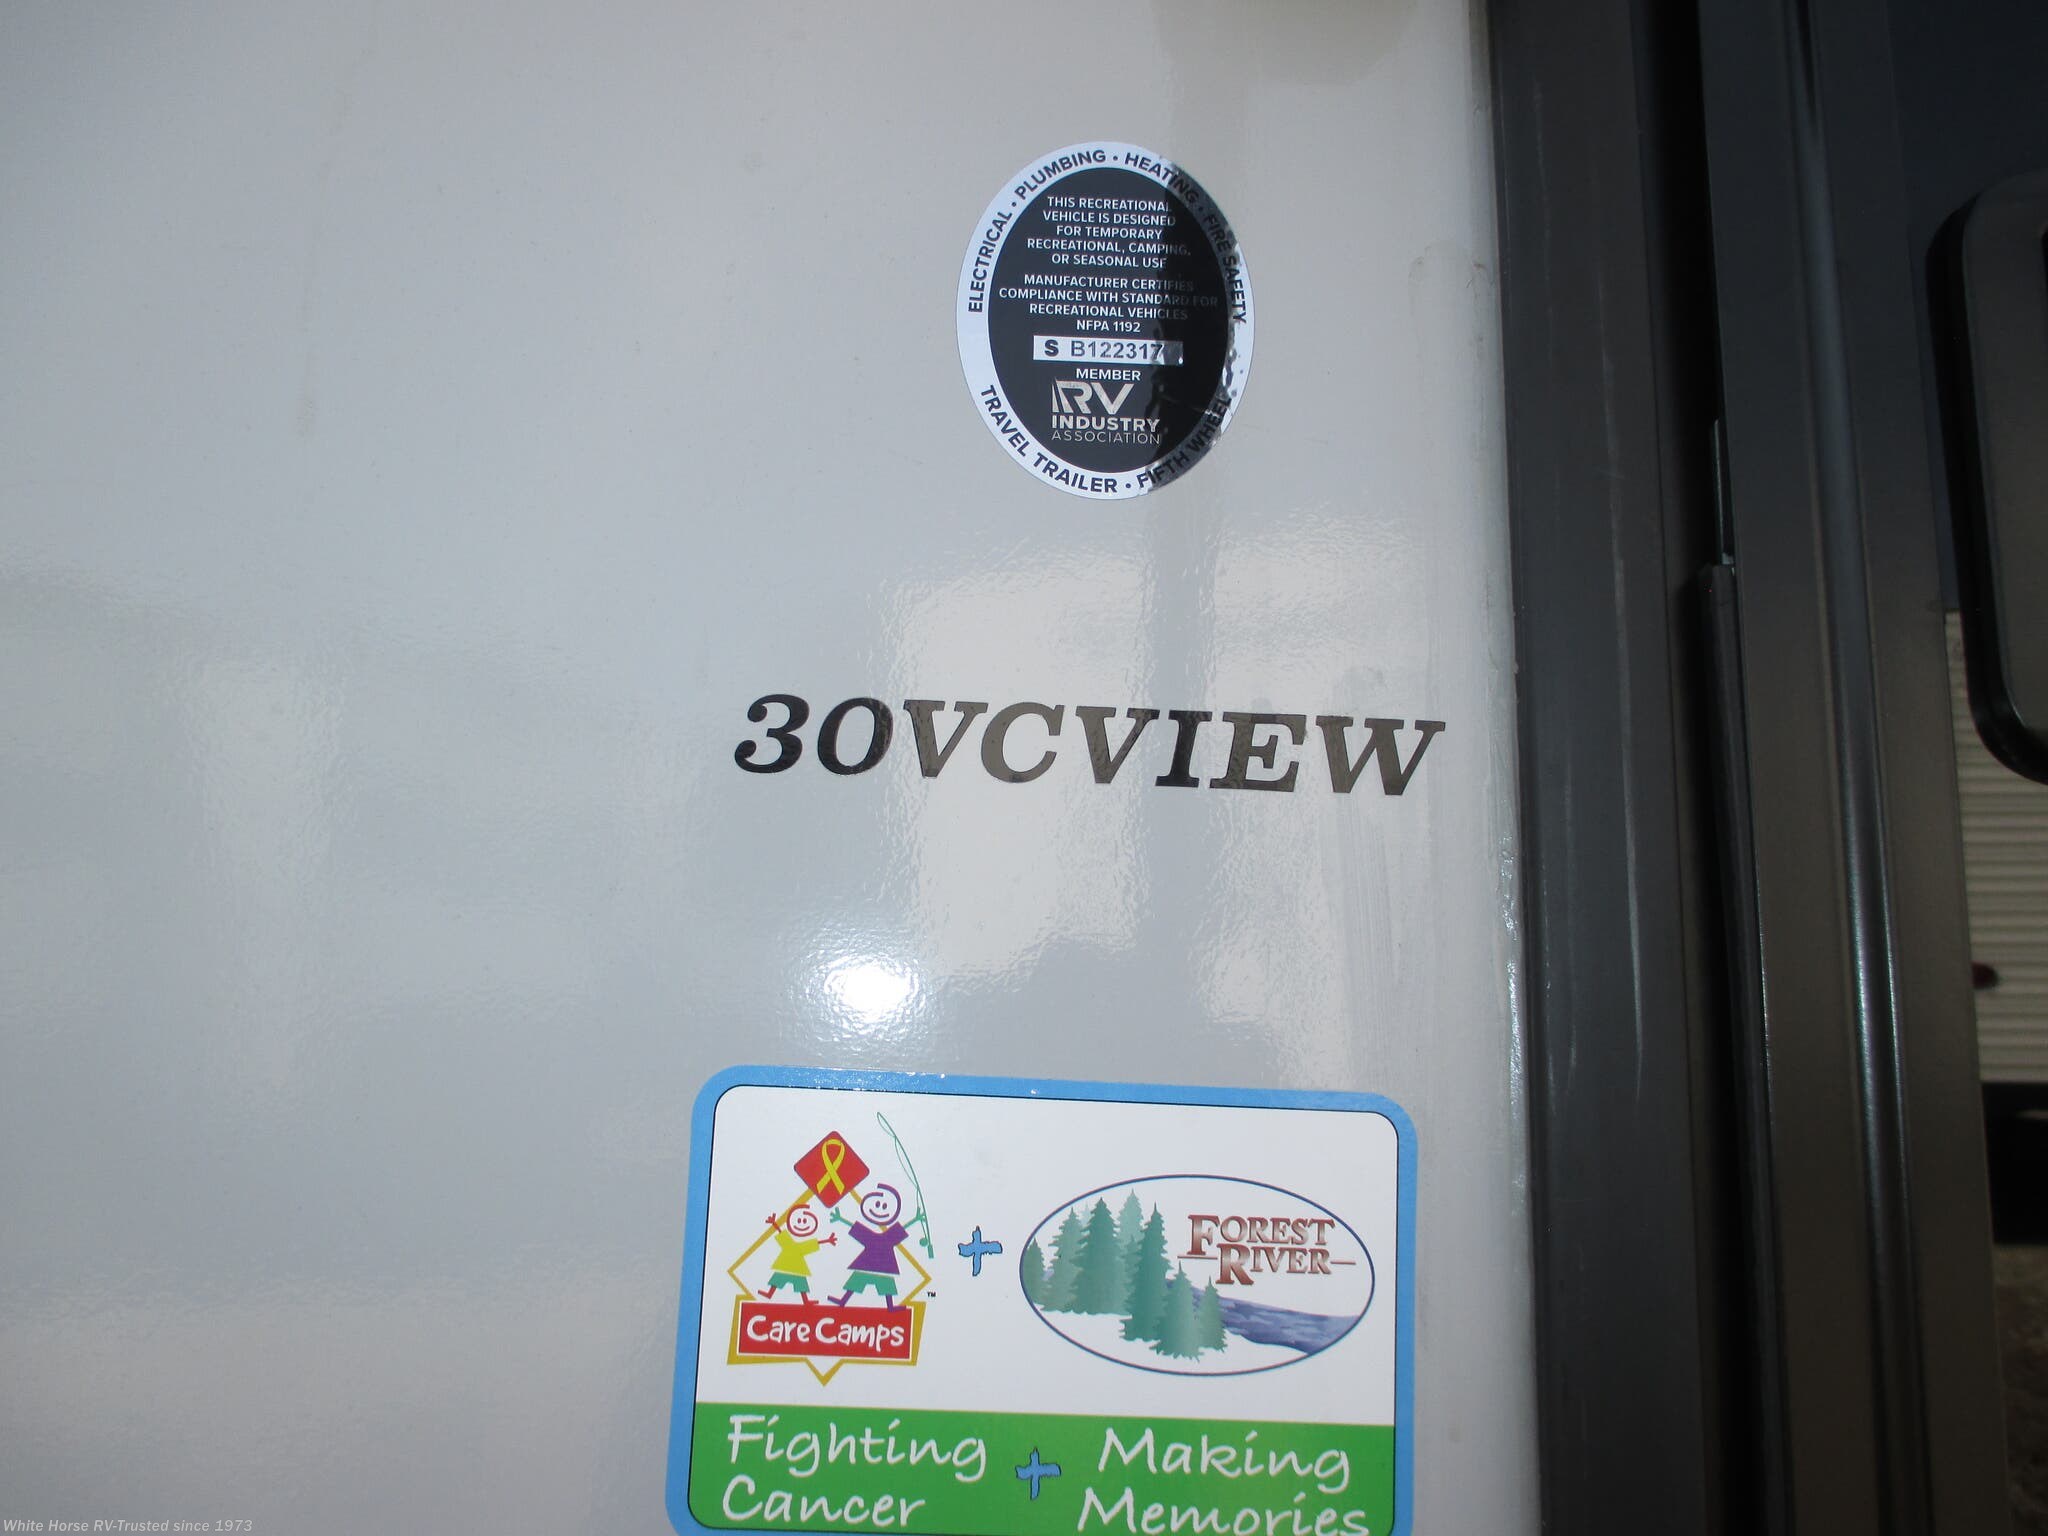 ELECTRICAL · PLUMBING · HEATING · FIRE SAFETY
THIS RECREATIONAL
VEHICLE IS DESIGNED
FOR TEMPORARY
RECREATIONAL, CAMPING,
OR SEASONAL USE
MANUFACTURER CERTIFIES
COMPLIANCE WITH STANDARD FOR
RECREATIONAL VEHICLES
NFPA 1192
S B122317
MEMBER
RV
INDUSTRY
ASSOCIATION
TRAVEL TRAILER · FIFTH WHEEL
30VCVIEW
Care Camps
™
+
FOREST
RIVER
Fighting + Making
Cancer Memories
White Horse RV-Trusted since 1973